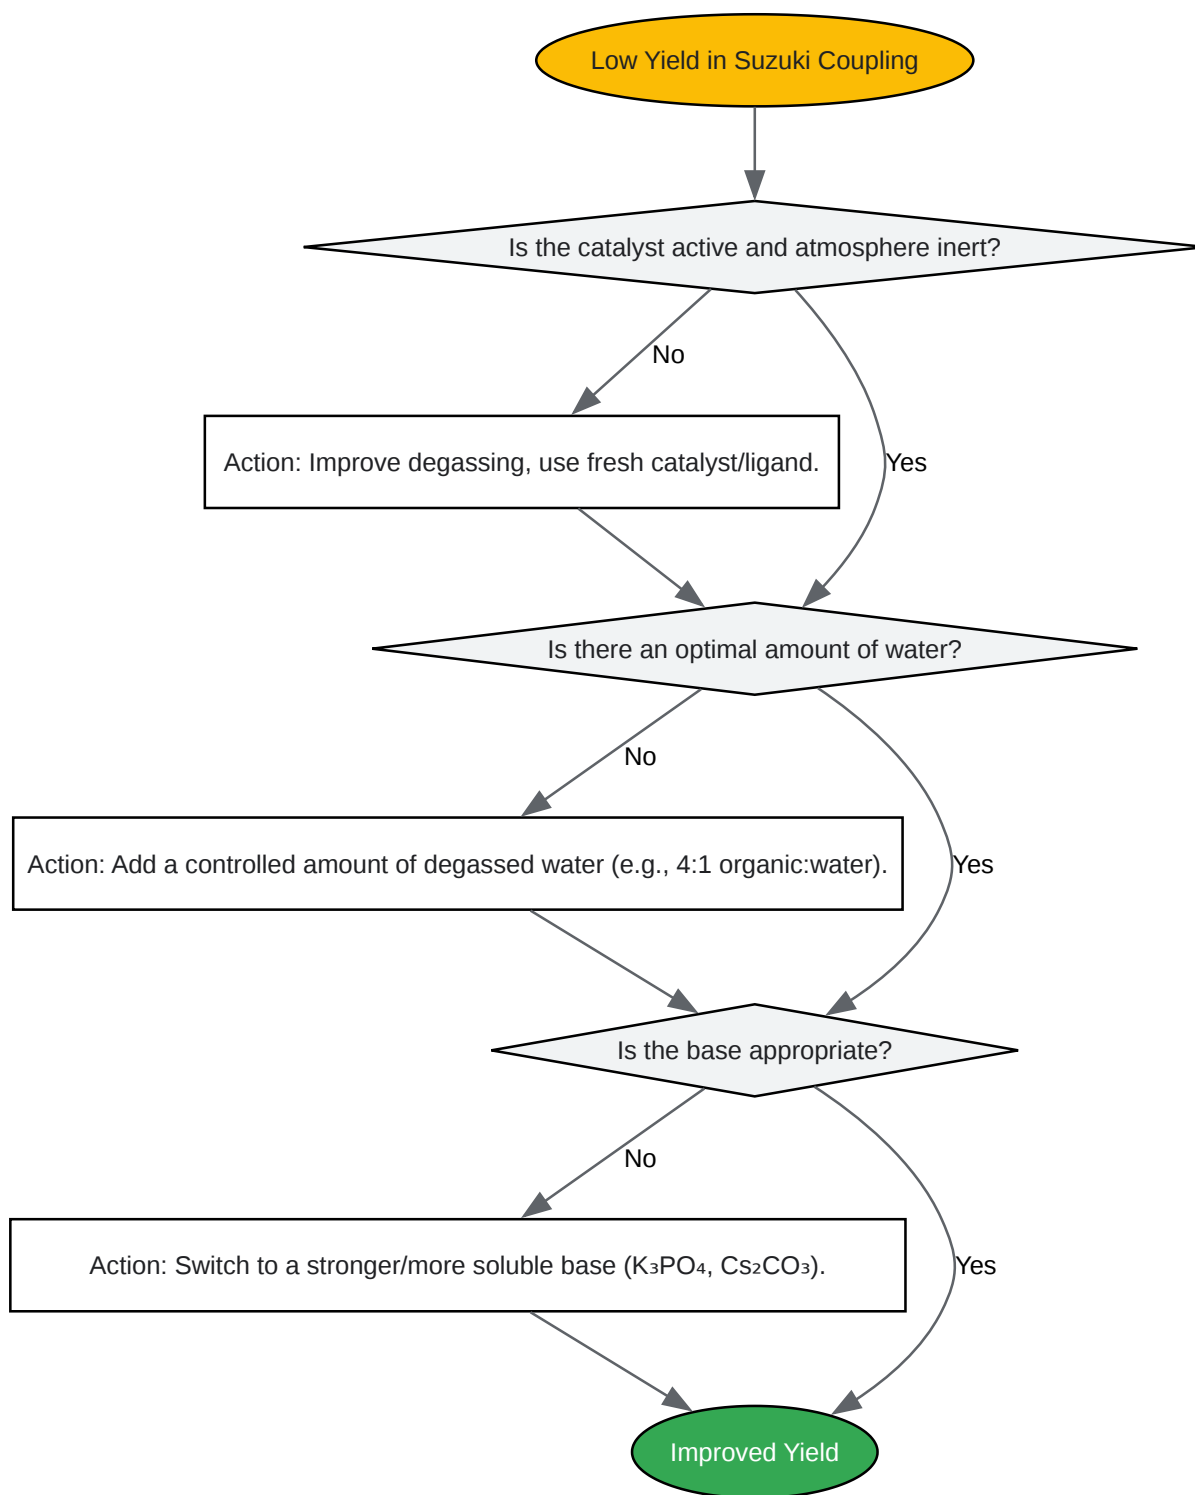 Low Yield in Suzuki Coupling
Is the catalyst active and atmosphere inert?
No
Action: Improve degassing, use fresh catalyst/ligand.
Yes
Is there an optimal amount of water?
No
Action: Add a controlled amount of degassed water (e.g., 4:1 organic:water).
Yes
Is the base appropriate?
No
Action: Switch to a stronger/more soluble base (K₃PO₄, Cs₂CO₃).
Yes
Improved Yield